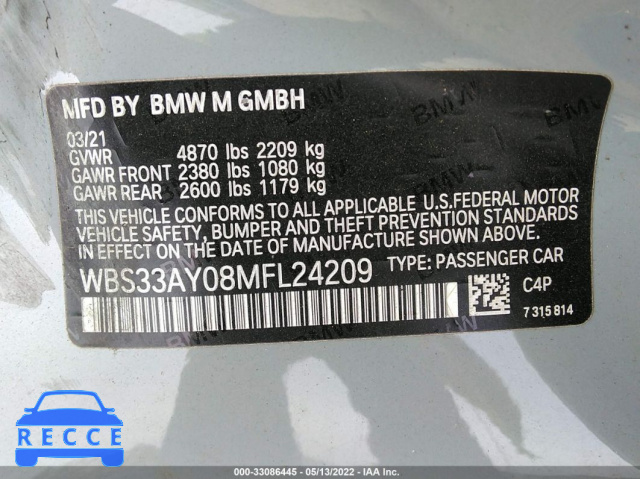 MFD BY BMW M GMBH
03/21
GVWR 4870 lbs 2209 kg
GAWR FRONT 2380 lbs 1080 kg
GAWR REAR 2600 lbs 1179 kg
THIS VEHICLE CONFORMS TO ALL APPLICABLE U.S.FEDERAL MOTOR
VEHICLE SAFETY, BUMPER AND THEFT PREVENTION STANDARDS
IN EFFECT ON THE DATE OF MANUFACTURE SHOWN ABOVE.
WBS33AY08MFL24209 TYPE: PASSENGER CAR
C4P
7 315 814
RECCE
000-33086445 - 05/13/2022 - IAA Inc.